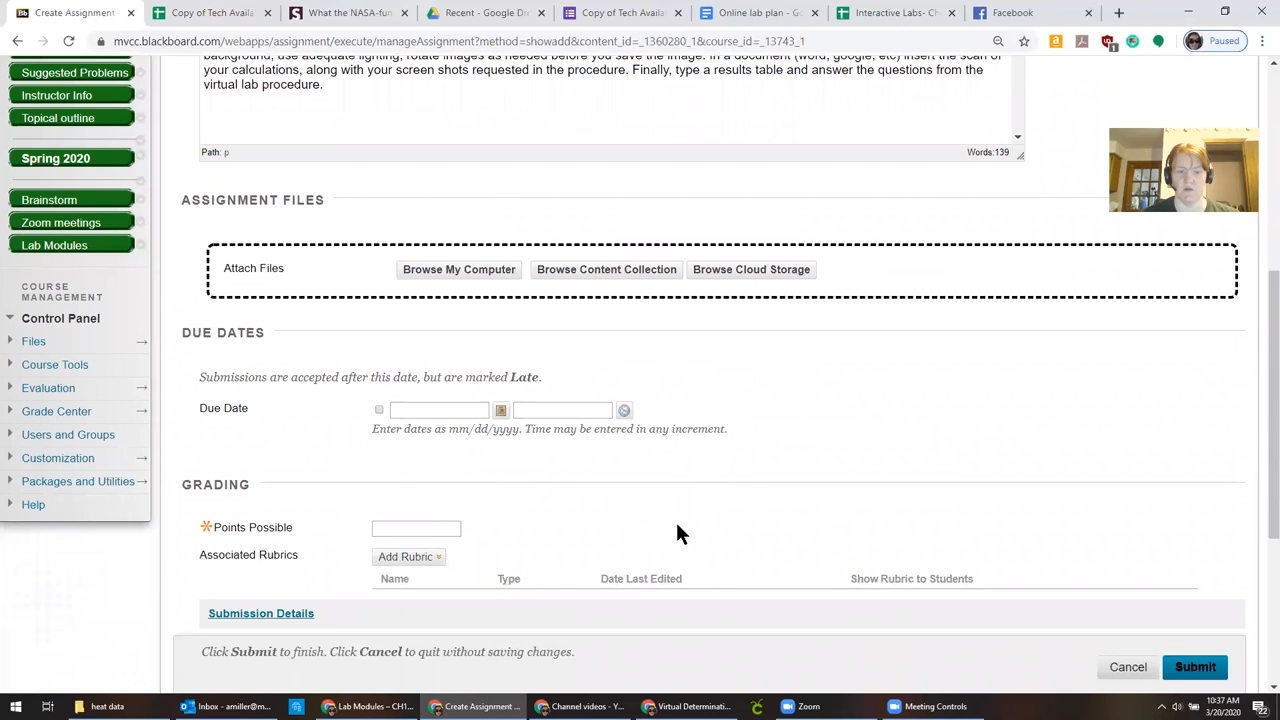 Create Assignment
Copy of Tech Availa
What the NASA-fun
Recent - Google Dr
Copy of Tech Availa
Online lab plan - Go
Interactive Labs- Ch
Facebook
mvcc.blackboard.com/webapps/assignment/execute/manageAssignment?method=showadd&content_id=_1360280_1&course_id=_13743_1
Paused
background, use adequate lighting, rotate images as needed before you save the image. In a document (word, google, etc) insert the scan of
your calculations, along with your screen shots requested in the procedure. Finally, type a results table and answer the questions from the
virtual lab procedure.
Path: p
Words:139
Suggested Problems
Instructor Info
Topical outline
Spring 2020
Brainstorm
Zoom meetings
Lab Modules
COURSE
MANAGEMENT
Control Panel
Files
Course Tools
Evaluation
Grade Center
Users and Groups
Customization
Packages and Utilities
Help
ASSIGNMENT FILES
Attach Files
Browse My Computer
Browse Content Collection
Browse Cloud Storage
DUE DATES
Submissions are accepted after this date, but are marked Late.
Due Date
Enter dates as mm/dd/yyyy. Time may be entered in any increment.
GRADING
Points Possible
Associated Rubrics
Add Rubric
Name
Type
Date Last Edited
Show Rubric to Students
Submission Details
Click Submit to finish. Click Cancel to quit without saving changes.
Cancel
Submit
heat data
Inbox - amiller@m...
Lab Modules – CH1...
Create Assignment ...
Channel videos - Y...
Virtual Determinati...
Zoom
Meeting Controls
10:37 AM
3/20/2020
22